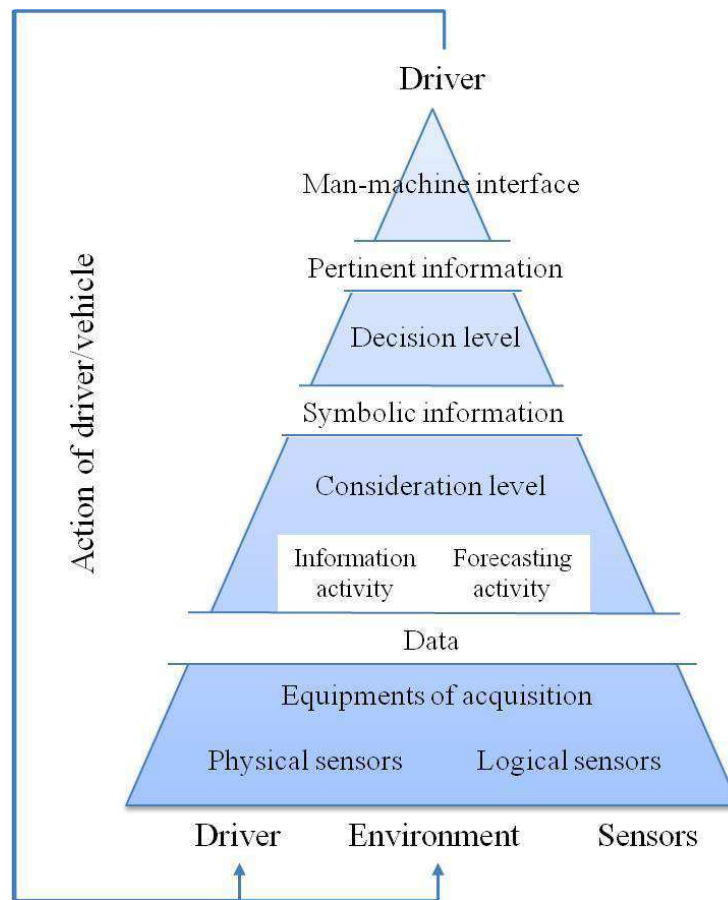 Driver
Man-machine interface
Pertinent information
Decision level
Symbolic information
Consideration level
Information
activity
Forecasting
activity
Data
Equipments of acquisition
Physical sensors
Logical sensors
Driver
Environment
Sensors
Action of driver/vehicle